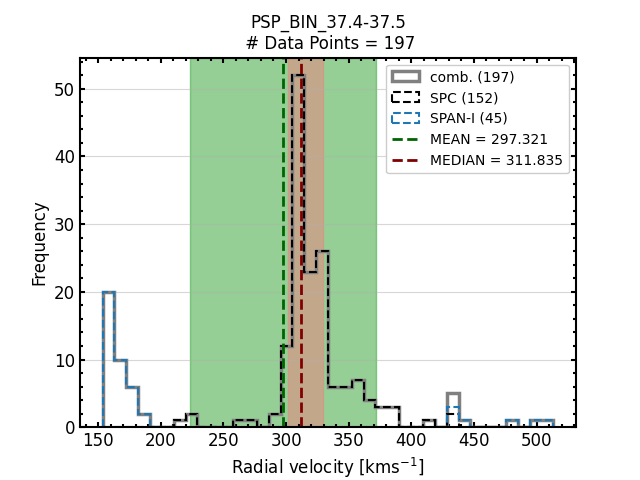 PSP_BIN_37.4-37.5
# Data Points = 197
comb. (197)
SPC (152)
SPAN-I (45)
MEAN = 297.321
MEDIAN = 311.835
Frequency
50
40
30
20
10
0
150 200 250 300 350 400 450 500
Radial velocity [kms⁻¹]